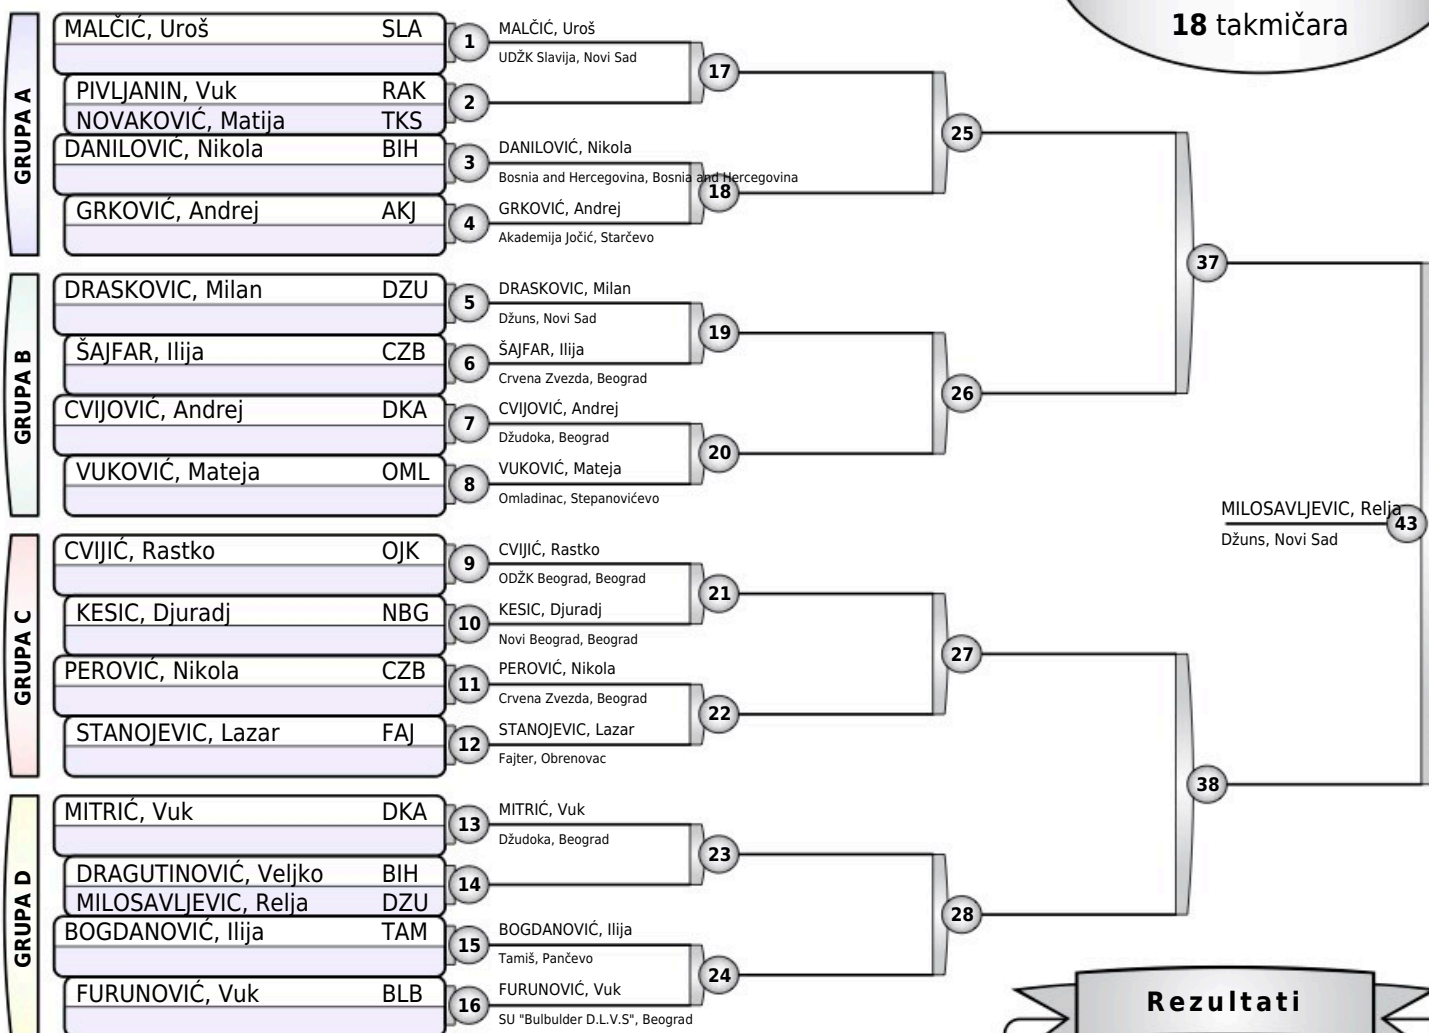 18 takmičara
GRUPA A
MALČIĆ, Uroš SLA
1
MALČIĆ, Uroš
UDŽK Slavija, Novi Sad
17
PIVLJANIN, Vuk RAK
NOVAKOVIĆ, Matija TKS
2
25
DANILOVIĆ, Nikola BIH
3
DANILOVIĆ, Nikola
Bosnia and Hercegovina, Bosnia and Hercegovina
18
GRKOVIĆ, Andrej AKJ
4
GRKOVIĆ, Andrej
Akademija Jočić, Starčevo
37
GRUPA B
DRASKOVIC, Milan DZU
5
DRASKOVIC, Milan
Džuns, Novi Sad
19
ŠAJFAR, Ilija CZB
6
ŠAJFAR, Ilija
Crvena Zvezda, Beograd
26
CVIJOVIĆ, Andrej DKA
7
CVIJOVIĆ, Andrej
Džudoka, Beograd
20
VUKOVIĆ, Mateja OML
8
VUKOVIĆ, Mateja
Omladinac, Stepanovićevo
MILOSAVLJEVIC, Relja
43
Džuns, Novi Sad
GRUPA C
CVIJIĆ, Rastko OJK
9
CVIJIĆ, Rastko
ODŽK Beograd, Beograd
21
KESIC, Djuradj NBG
10
KESIC, Djuradj
Novi Beograd, Beograd
27
PEROVIĆ, Nikola CZB
11
PEROVIĆ, Nikola
Crvena Zvezda, Beograd
22
STANOJEVIC, Lazar FAJ
12
STANOJEVIC, Lazar
Fajter, Obrenovac
38
GRUPA D
MITRIĆ, Vuk DKA
13
MITRIĆ, Vuk
Džudoka, Beograd
23
DRAGUTINOVIĆ, Veljko BIH
MILOSAVLJEVIC, Relja DZU
14
28
BOGDANOVIĆ, Ilija TAM
15
BOGDANOVIĆ, Ilija
Tamiš, Pančevo
24
FURUNOVIĆ, Vuk BLB
16
FURUNOVIĆ, Vuk
SU "Bulbulder D.L.V.S", Beograd
Rezultati